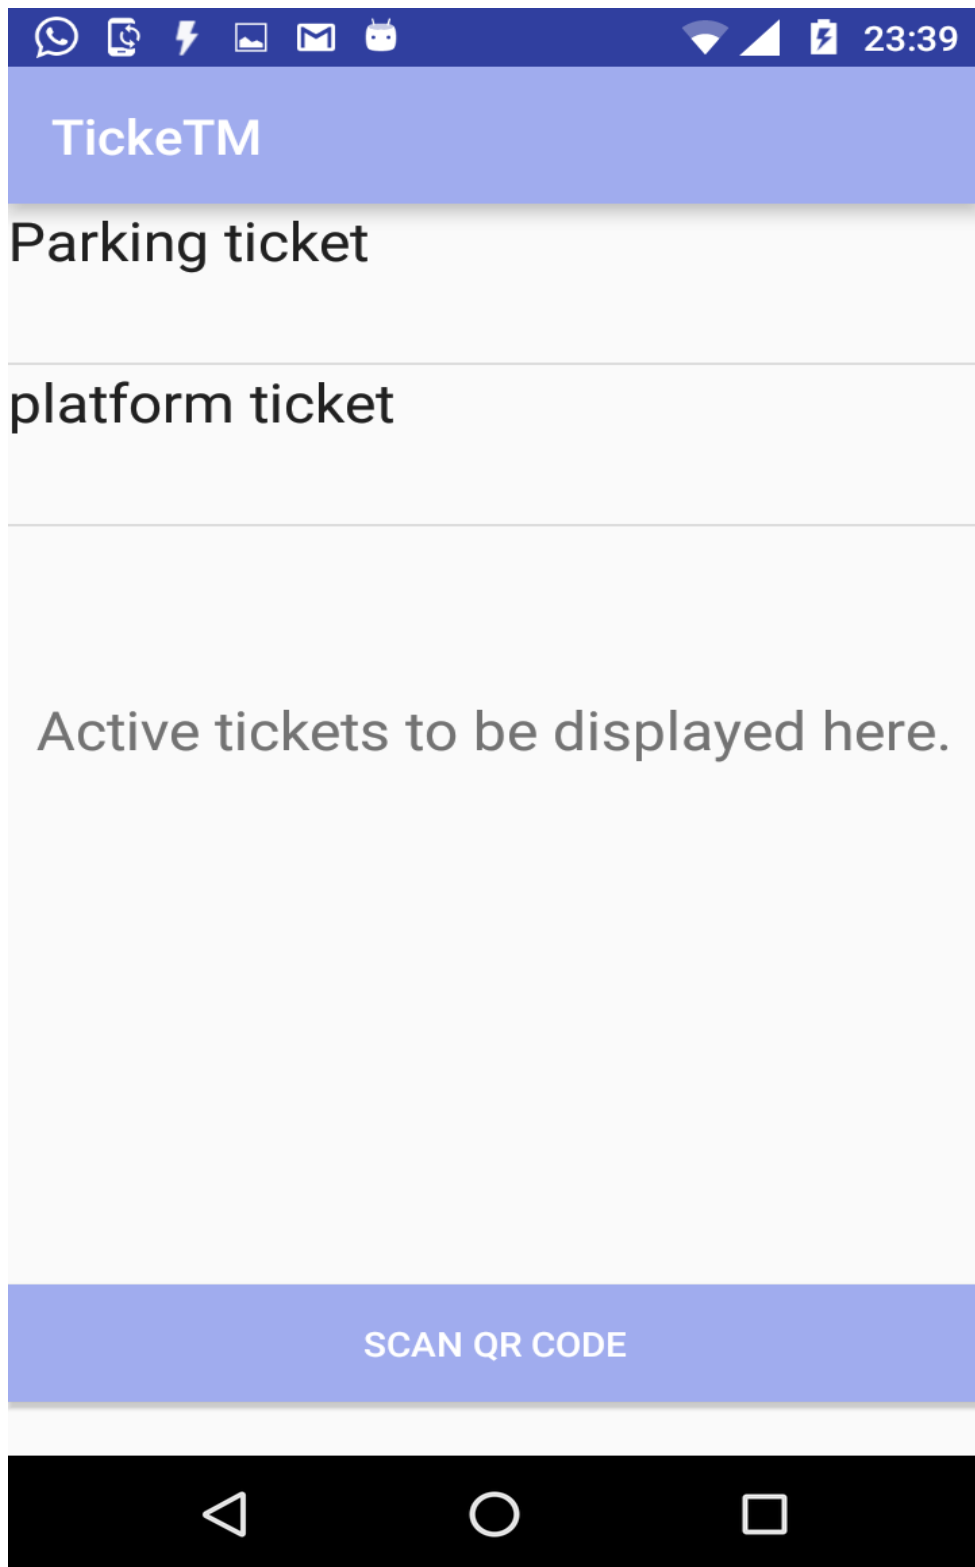 23:39
TickeTM
Parking ticket
platform ticket
Active tickets to be displayed here.
SCAN QR CODE